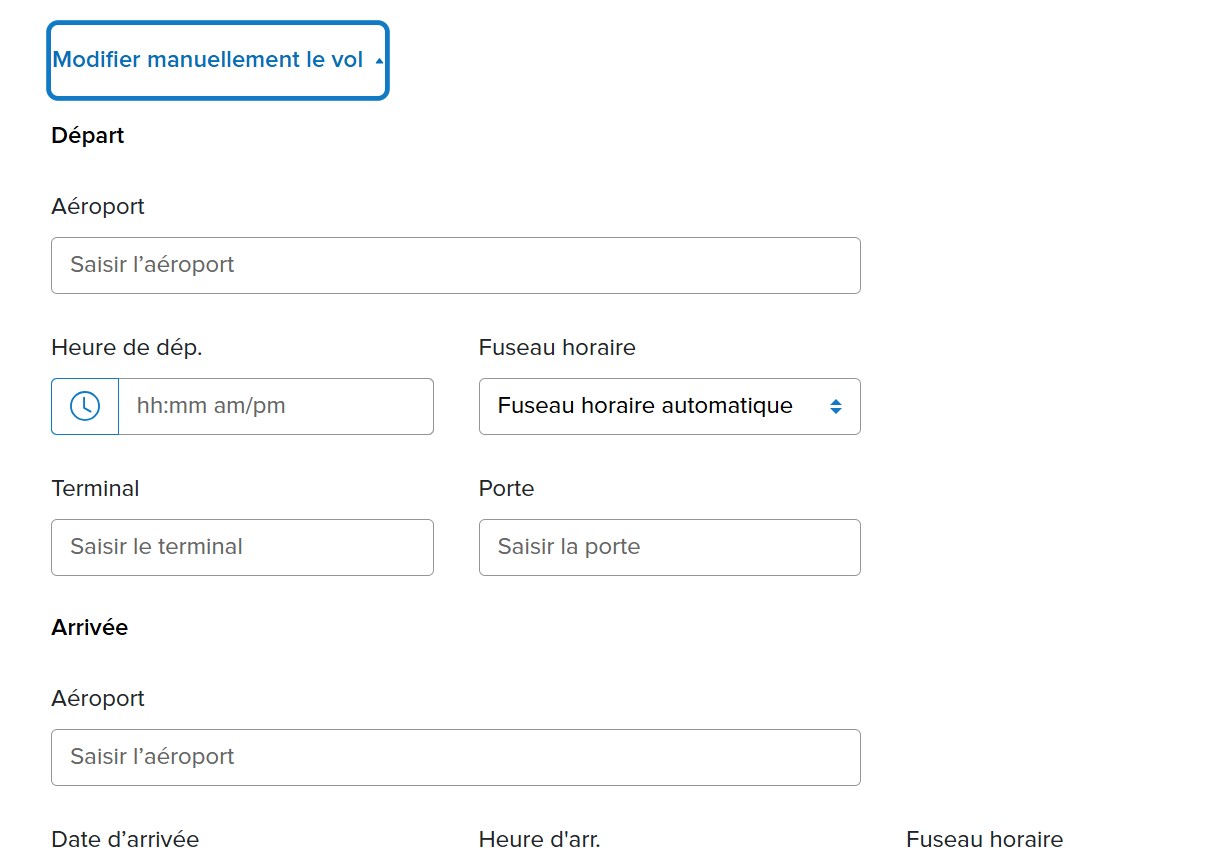 Modifier manuellement le vol
Départ
Aéroport
Saisir l’aéroport
Heure de dép. Fuseau horaire
hh:mm am/pm Fuseau horaire automatique
Terminal Porte
Saisir le terminal Saisir la porte
Arrivée
Aéroport
Saisir l’aéroport
Date d’arrivée Heure d'arr. Fuseau horaire